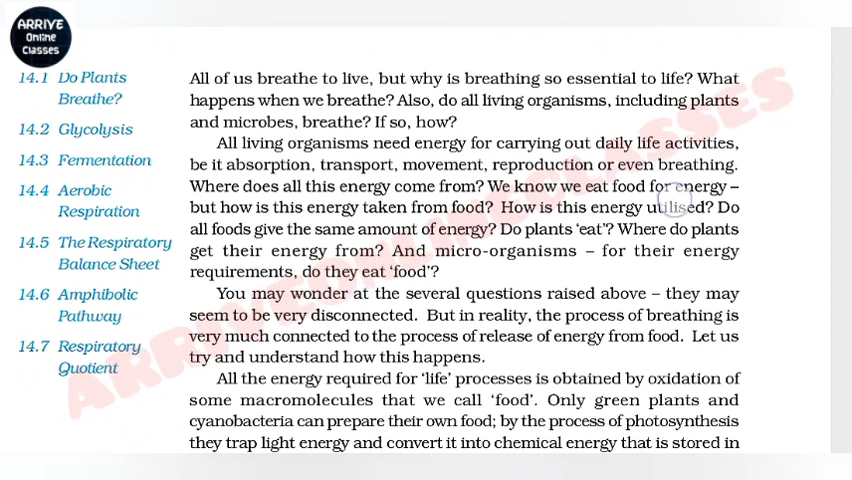 ARRIVE
Online
Classes
14.1 Do Plants
Breathe?
14.2 Glycolysis
14.3 Fermentation
14.4 Aerobic
Respiration
14.5 The Respiratory
Balance Sheet
14.6 Amphibolic
Pathway
14.7 Respiratory
Quotient
All of us breathe to live, but why is breathing so essential to life? What
happens when we breathe? Also, do all living organisms, including plants
and microbes, breathe? If so, how?
All living organisms need energy for carrying out daily life activities,
be it absorption, transport, movement, reproduction or even breathing.
Where does all this energy come from? We know we eat food for energy –
but how is this energy taken from food? How is this energy utilised? Do
all foods give the same amount of energy? Do plants ‘eat’? Where do plants
get their energy from? And micro-organisms – for their energy
requirements, do they eat ‘food’?
You may wonder at the several questions raised above – they may
seem to be very disconnected. But in reality, the process of breathing is
very much connected to the process of release of energy from food. Let us
try and understand how this happens.
All the energy required for ‘life’ processes is obtained by oxidation of
some macromolecules that we call ‘food’. Only green plants and
cyanobacteria can prepare their own food; by the process of photosynthesis
they trap light energy and convert it into chemical energy that is stored in
ARRIVE ONLINE CLASSES